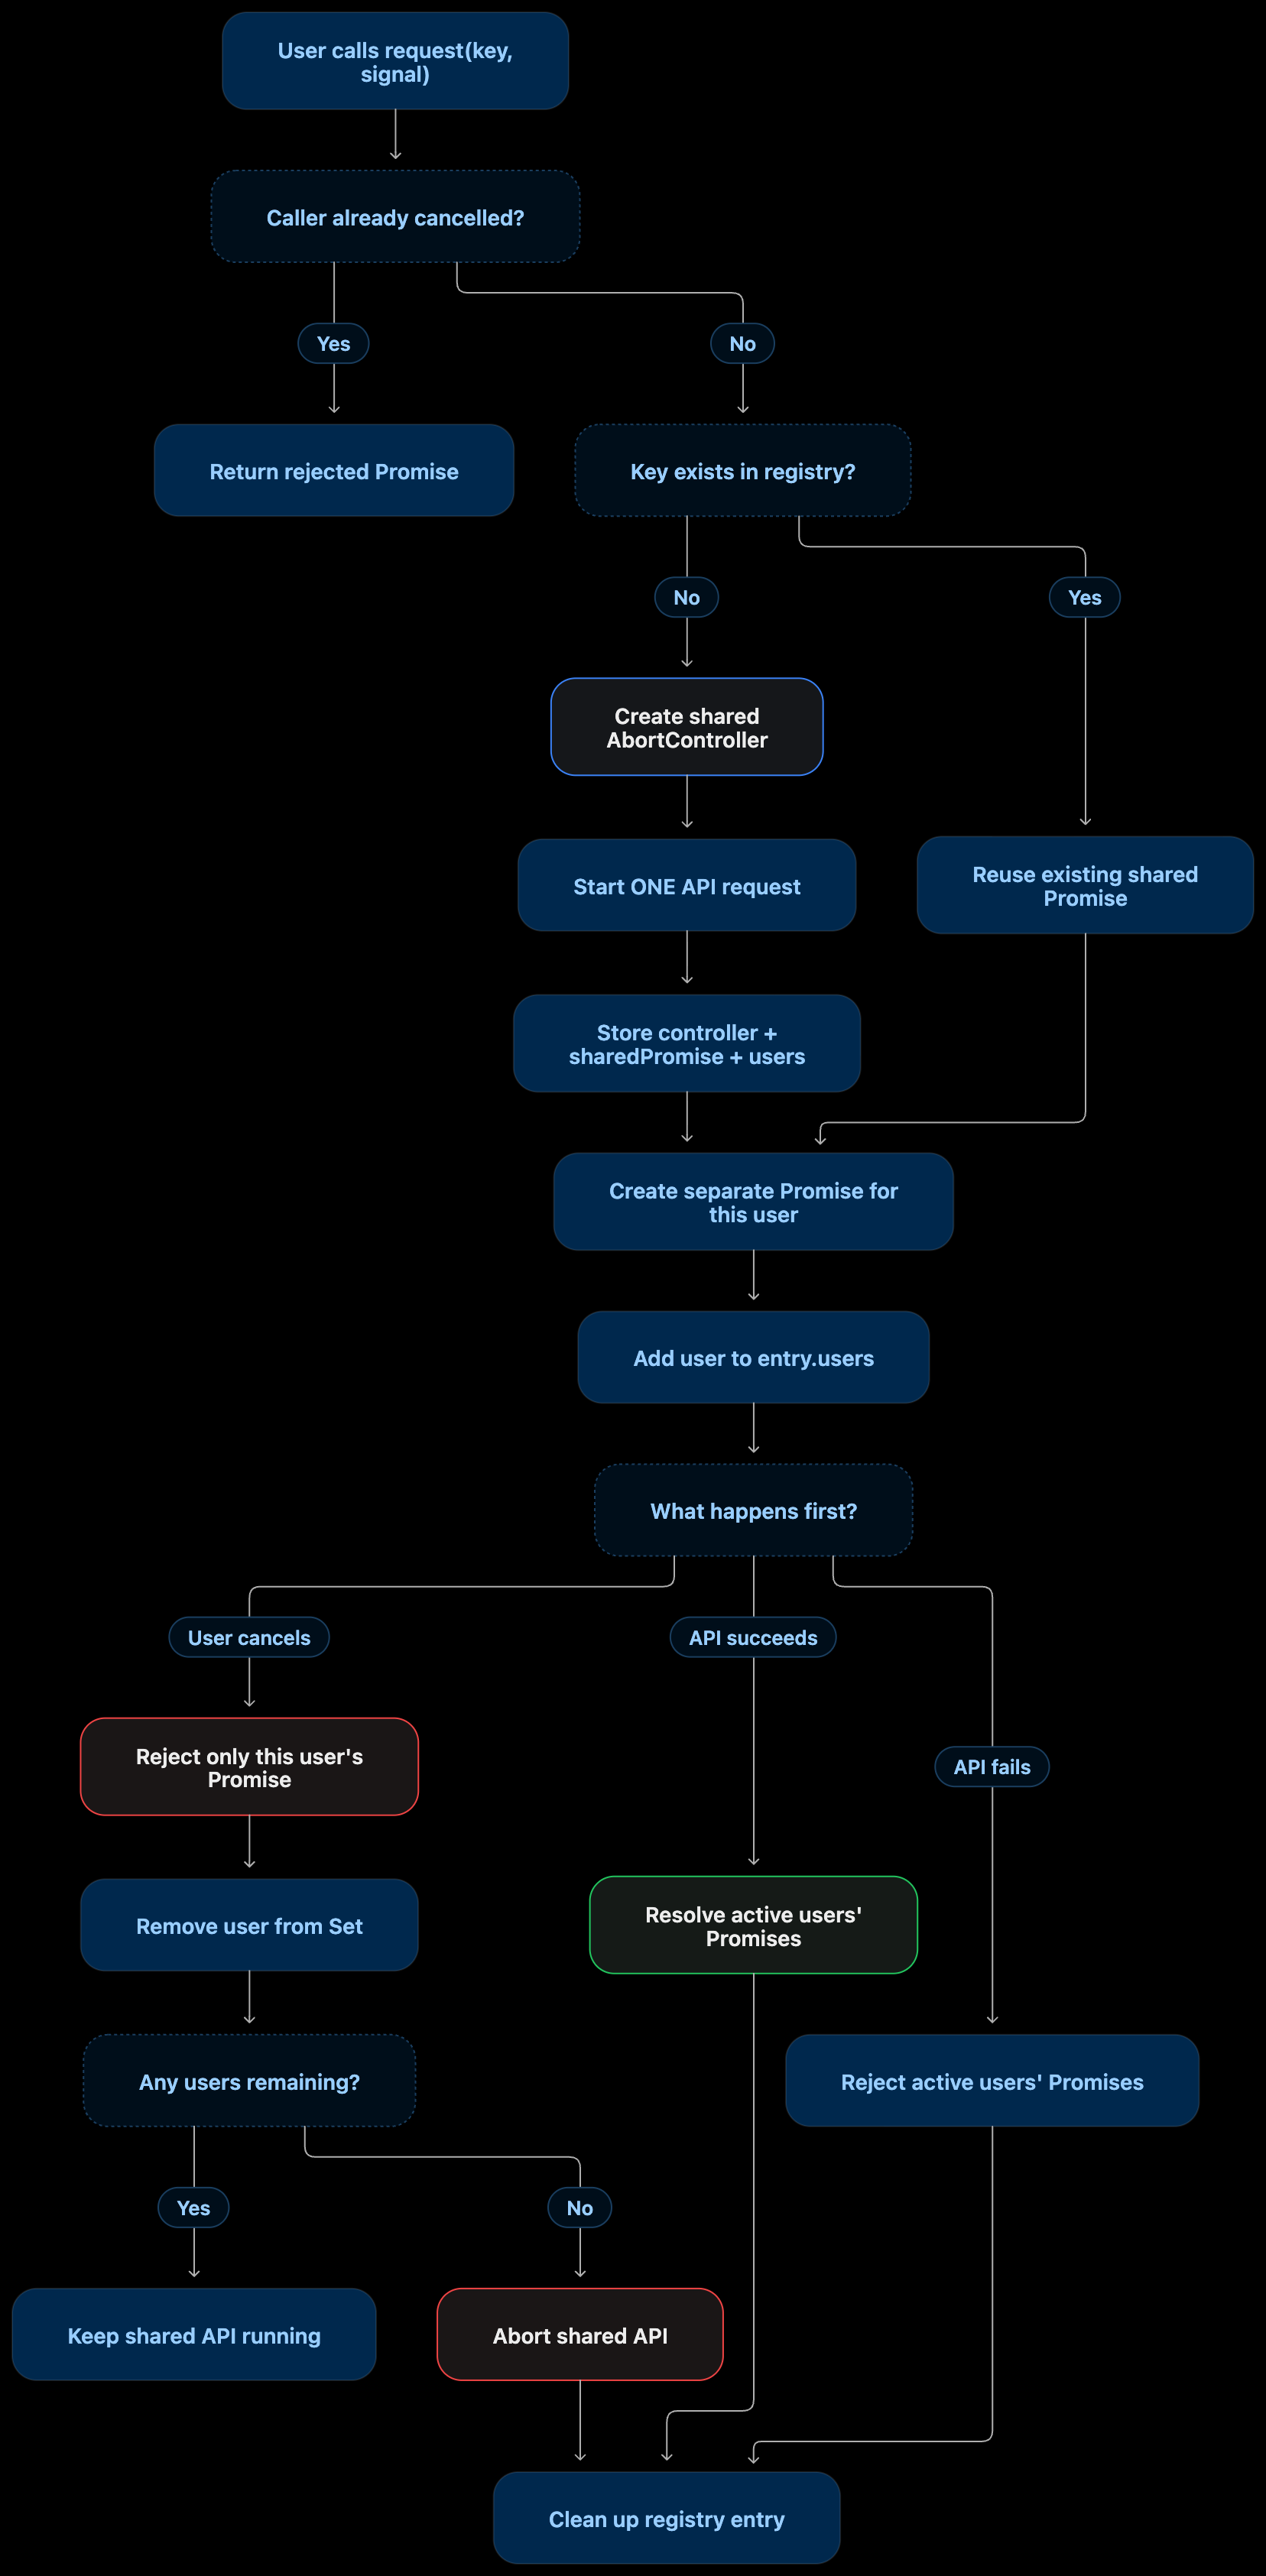 User calls request(key,
signal)
Caller already cancelled?
Yes
No
Return rejected Promise
Key exists in registry?
No
Yes
Create shared
AbortController
Start ONE API request
Reuse existing shared
Promise
Store controller +
sharedPromise + users
Create separate Promise for
this user
Add user to entry.users
What happens first?
User cancels
API succeeds
Reject only this user's
Promise
API fails
Remove user from Set
Resolve active users'
Promises
Any users remaining?
Reject active users' Promises
Yes
No
Keep shared API running
Abort shared API
Clean up registry entry